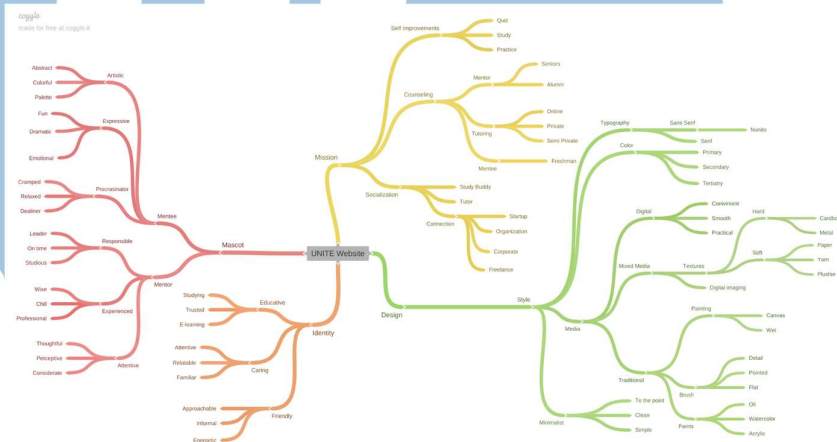 coggle
made for free at coggle.it
UNITE Website
Mascot
Mentee
Artistic
Abstract
Colorful
Palette
Expressive
Fun
Dramatic
Emotional
Procrasinator
Cramped
Relaxed
Dealiner
Mentor
Responsible
Leader
On time
Studious
Experienced
Wise
Chill
Professional
Attentive
Thoughtful
Perceptive
Considerate
Identity
Educative
Studying
Trusted
E-learning
Caring
Attentive
Relatable
Familiar
Friendly
Approachable
Informal
Energetic
Mission
Self Improvements
Quiz
Study
Practice
Counseling
Mentor
Seniors
Alumni
Tutoring
Online
Private
Semi Private
Mentee
Freshman
Socialization
Study Buddy
Tutor
Connection
Startup
Organization
Corporate
Freelance
Design
Style
Typography
Sans Serif
Nunito
Serif
Color
Primary
Secondary
Tertiatry
Media
Mixed Media
Digital
Convinient
Smooth
Practical
Textures
Hard
Metal
Soft
Paper
Yarn
Plushie
Digital imaging
Traditional
Painting
Canvas
Wet
Brush
Detail
Pointed
Flat
Paints
Oil
Watercolor
Acrylic
Minimalist
To the point
Clean
Simple